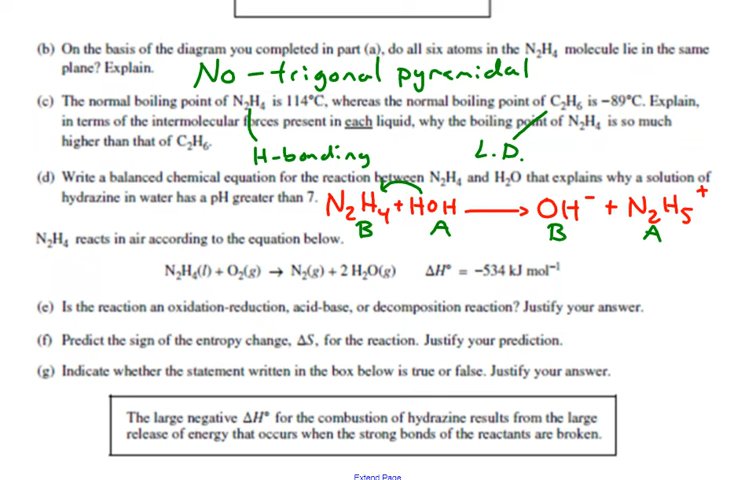 (b) On the basis of the diagram you completed in part (a), do all six atoms in the N₂H₄ molecule lie in the same
plane? Explain.
No - trigonal pyramidal
(c) The normal boiling point of N₂H₄ is 114°C, whereas the normal boiling point of C₂H₆ is −89°C. Explain,
in terms of the intermolecular forces present in each liquid, why the boiling point of N₂H₄ is so much
higher than that of C₂H₆.
H-bonding L.D.
(d) Write a balanced chemical equation for the reaction between N₂H₄ and H₂O that explains why a solution of
hydrazine in water has a pH greater than 7.
N₂H₄ + HOH → OH⁻ + N₂H₅⁺
B A B A
N₂H₄ reacts in air according to the equation below.
N₂H₄(l) + O₂(g) → N₂(g) + 2 H₂O(g) ΔH° = −534 kJ mol⁻¹
(e) Is the reaction an oxidation-reduction, acid-base, or decomposition reaction? Justify your answer.
(f) Predict the sign of the entropy change, ΔS, for the reaction. Justify your prediction.
(g) Indicate whether the statement written in the box below is true or false. Justify your answer.
The large negative ΔH° for the combustion of hydrazine results from the large
release of energy that occurs when the strong bonds of the reactants are broken.
Extend Page